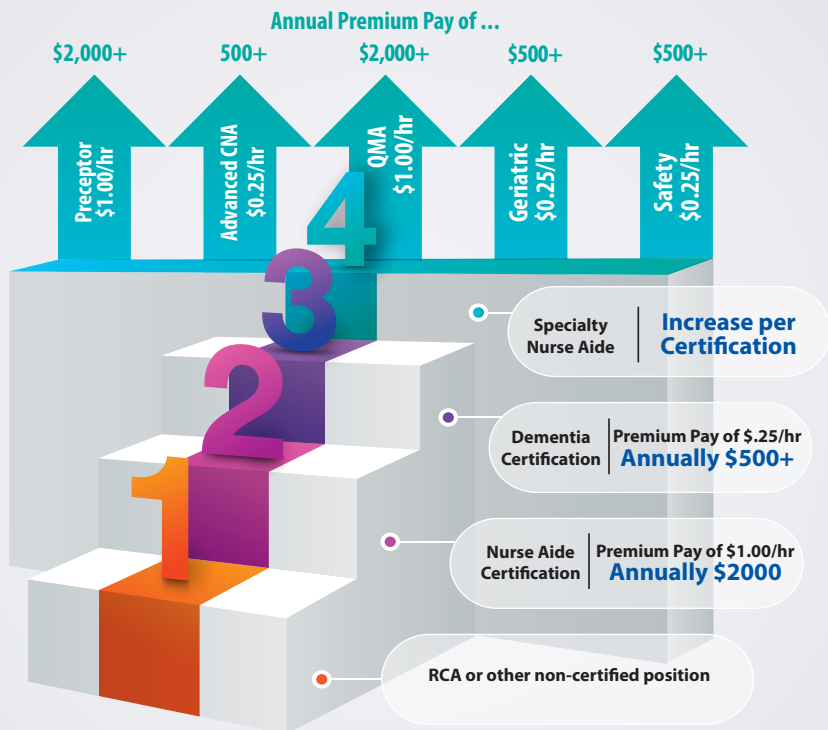 Annual Premium Pay of ...
$2,000+
500+
$2,000+
$500+
$500+
Preceptor
$1.00/hr
Advanced CNA
$0.25/hr
QMA
$1.00/hr
Geriatric
$0.25/hr
Safety
$0.25/hr
4
3
Specialty
Nurse Aide
Increase per
Certification
2
Dementia
Certification
Premium Pay of $.25/hr
Annually $500+
1
Nurse Aide
Certification
Premium Pay of $1.00/hr
Annually $2000
RCA or other non-certified position